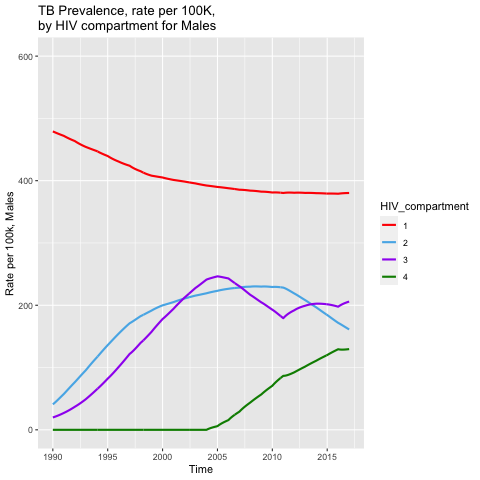 TB Prevalence, rate per 100K,
by HIV compartment for Males
Rate per 100k, Males
600
400
200
0
1990 1995 2000 2005 2010 2015
Time
HIV_compartment
1
2
3
4